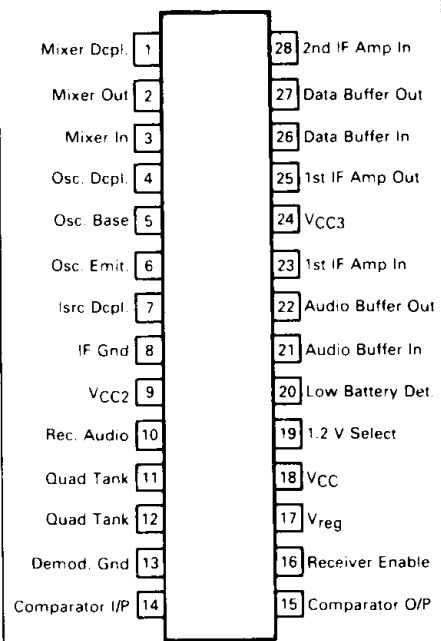 Mixer Dcpl. 1 28 2nd IF Amp In
Mixer Out 2 27 Data Buffer Out
Mixer In 3 26 Data Buffer In
Osc. Dcpl. 4 25 1st IF Amp Out
Osc. Base 5 24 VCC3
Osc. Emit. 6 23 1st IF Amp In
Isrc Dcpl. 7 22 Audio Buffer Out
IF Gnd 8 21 Audio Buffer In
VCC2 9 20 Low Battery Det.
Rec. Audio 10 19 1.2 V Select
Quad Tank 11 18 VCC
Quad Tank 12 17 Vreg
Demod. Gnd 13 16 Receiver Enable
Comparator I/P 14 15 Comparator O/P